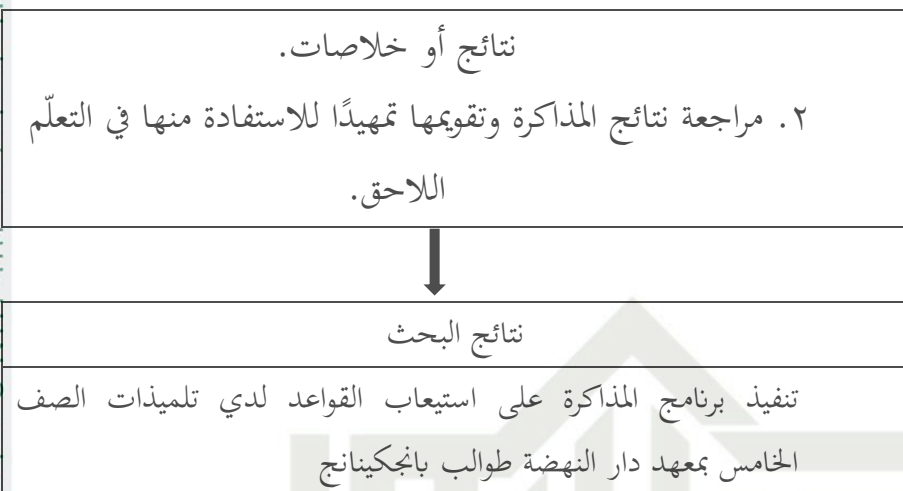 نتائج أو خلاصات.
٢. مراجعة نتائج المذاكرة وتقويمها تمهيدًا للاستفادة منها في التعلّم
اللاحق.
نتائج البحث
تنفيذ برنامج المذاكرة على استيعاب القواعد لدي تلميذات الصف
الخامس بمعهد دار النهضة طوالب بانجكينانج